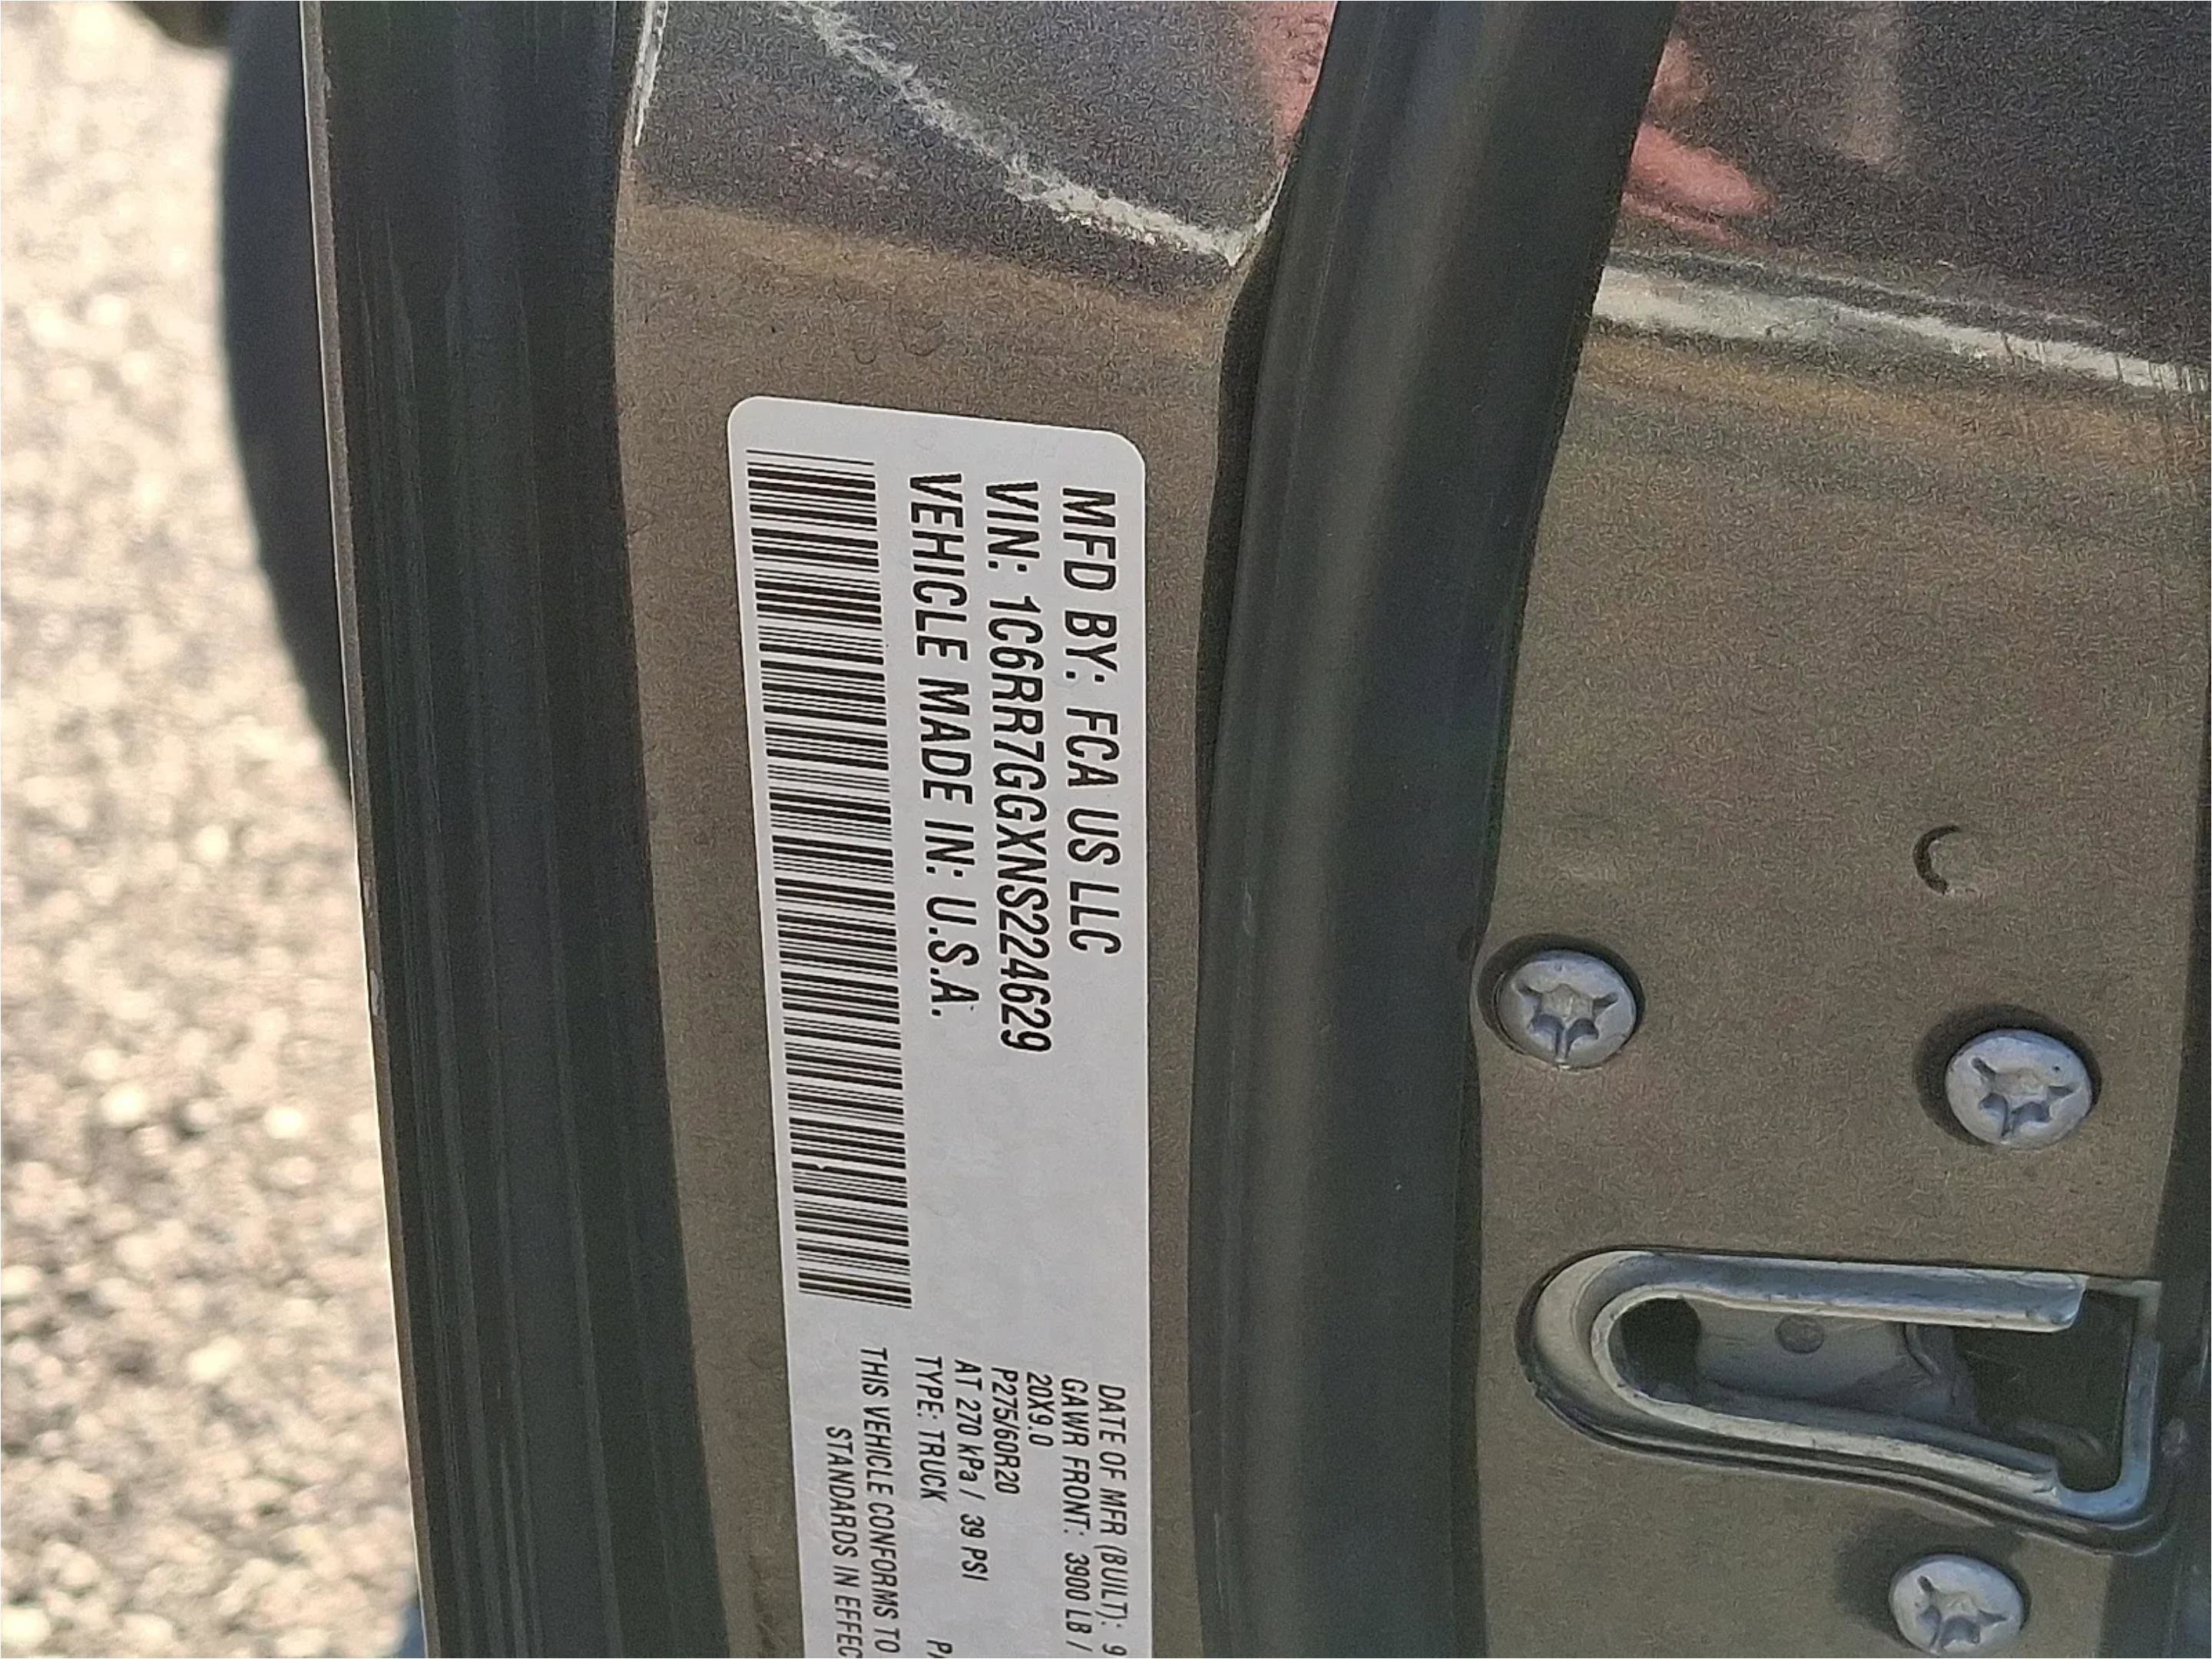 MFD BY: FCA US LLC
VIN: 1C6RR7GGXNS224629
VEHICLE MADE IN: U.S.A.
DATE OF MFR (BUILT): 9
GAWR FRONT: 3900 LB /
20X9.0
P275/60R20
AT 270 kPa / 39 PSI
TYPE: TRUCK
THIS VEHICLE CONFORMS TO
STANDARDS IN